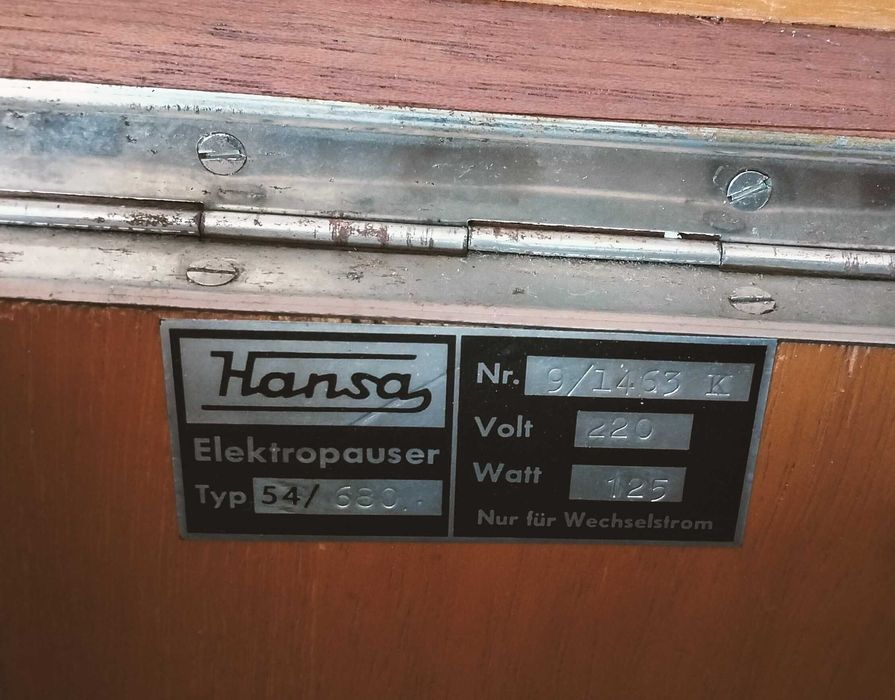 Hansa
Elektropauser
Typ 54/ 680.
Nr. 9/1463 K
Volt 220
Watt 125
Nur für Wechselstrom